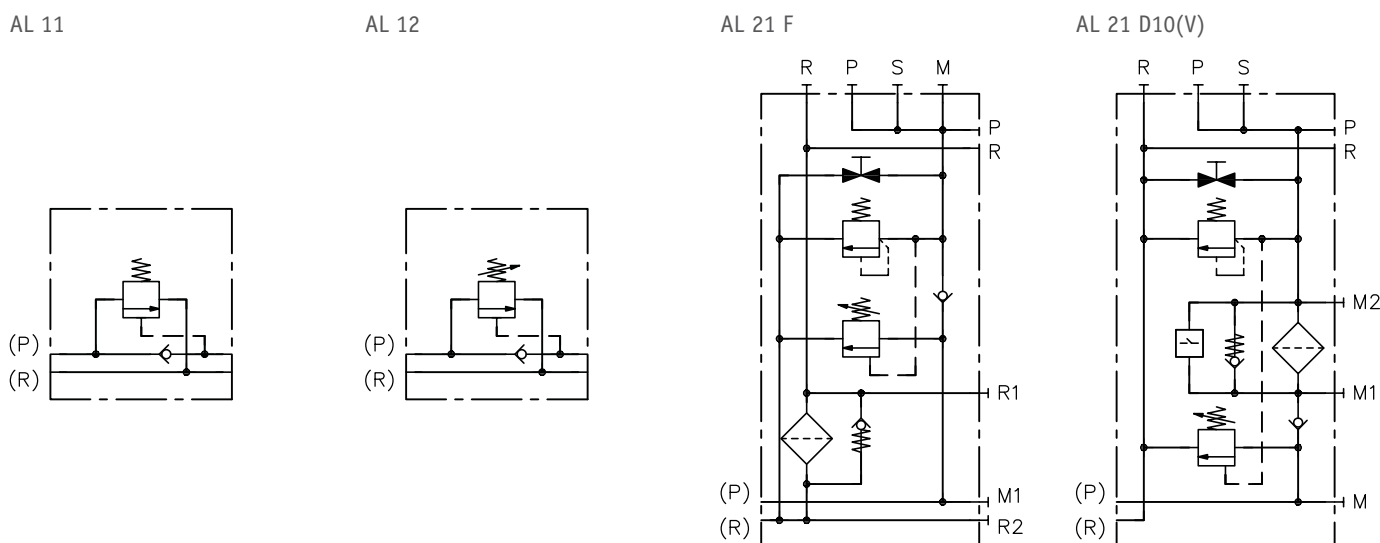 AL 11
AL 12
AL 21 F
AL 21 D10(V)
R P S M
R P S
P
R
P
R
M2
(P)
(R)
(P)
(R)
R1
M1
(P)
(R)
M1
R2
(P)
(R)
M